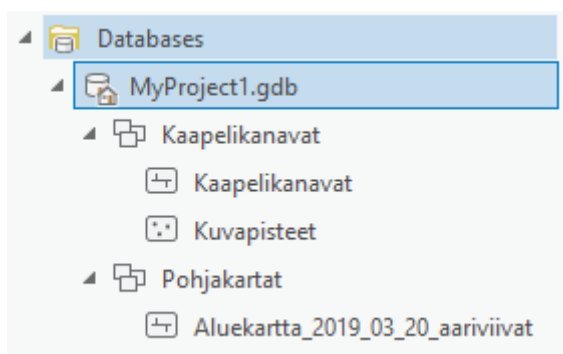 Databases
MyProject1.gdb
Kaapelikanavat
Kaapelikanavat
Kuvapisteet
Pohjakartat
Aluekartta_2019_03_20_aariviivat